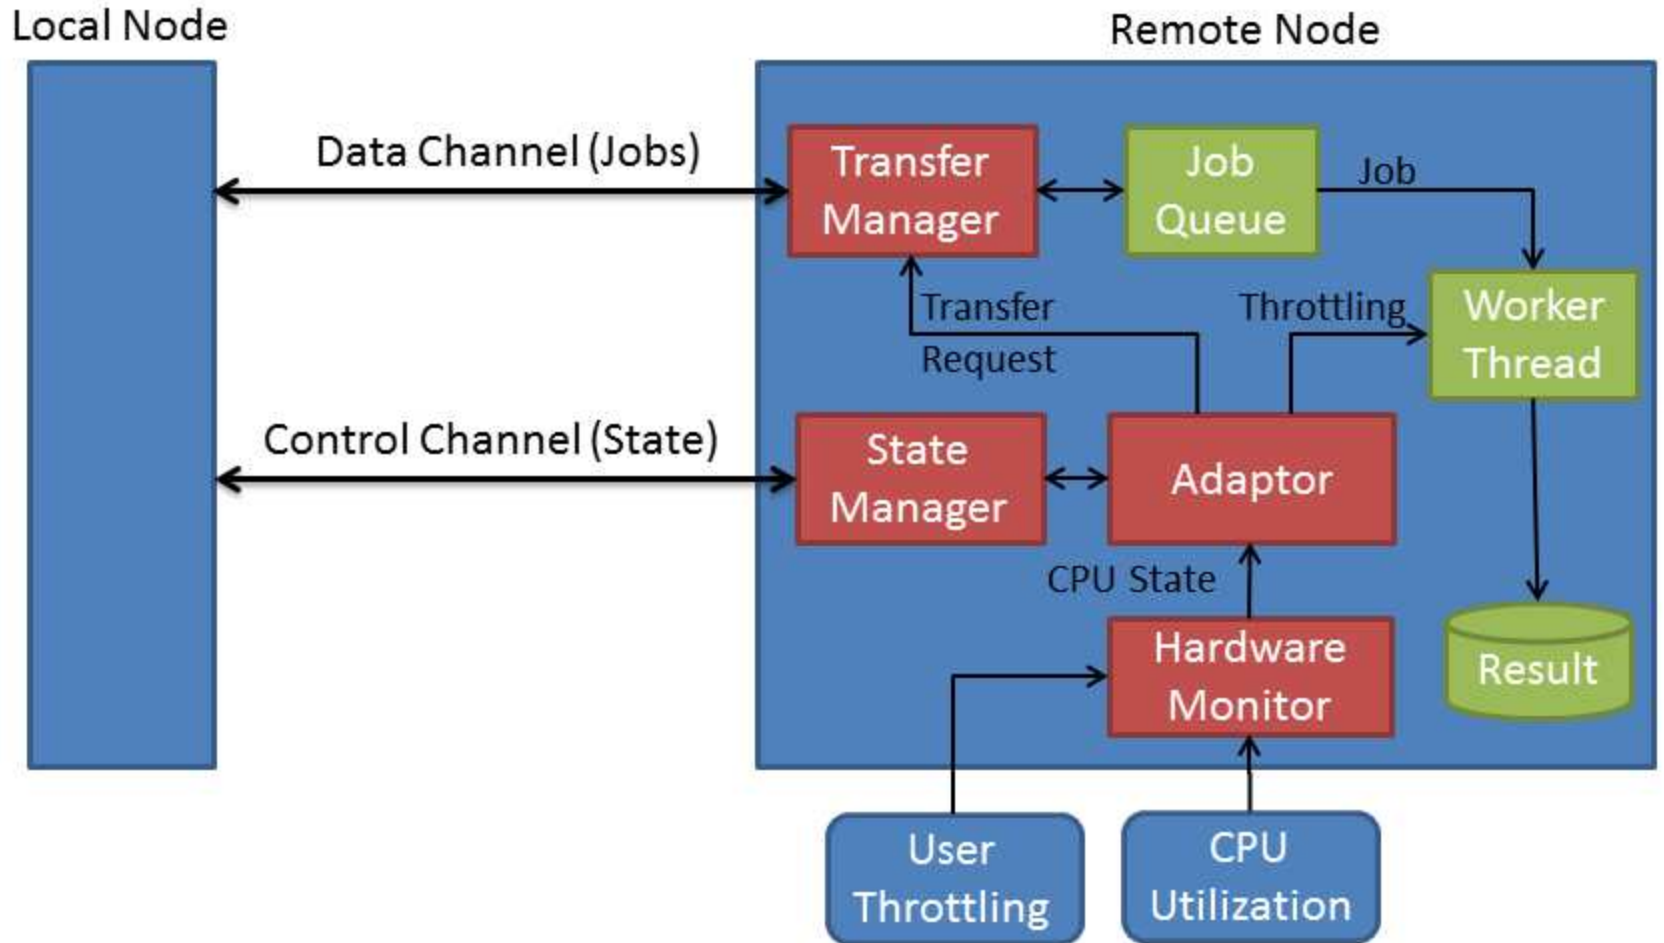 Local Node
Remote Node
Data Channel (Jobs)
Transfer
Manager
Job
Queue
Job
Transfer
Request
Throttling
Worker
Thread
Control Channel (State)
State
Manager
Adaptor
CPU State
Hardware
Monitor
Result
User
Throttling
CPU
Utilization